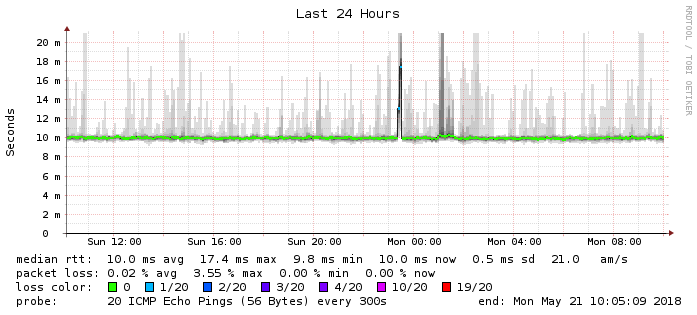 Last 24 Hours
RRDTOOL / TOBI OETIKER
Seconds
20 m
18 m
16 m
14 m
12 m
10 m
8 m
6 m
4 m
2 m
0
Sun 12:00 Sun 16:00 Sun 20:00 Mon 00:00 Mon 04:00 Mon 08:00
median rtt: 10.0 ms avg 17.4 ms max 9.8 ms min 10.0 ms now 0.5 ms sd 21.0 am/s
packet loss: 0.02 % avg 3.55 % max 0.00 % min 0.00 % now
loss color: 0 1/20 2/20 3/20 4/20 10/20 19/20
probe: 20 ICMP Echo Pings (56 Bytes) every 300s end: Mon May 21 10:05:09 2018